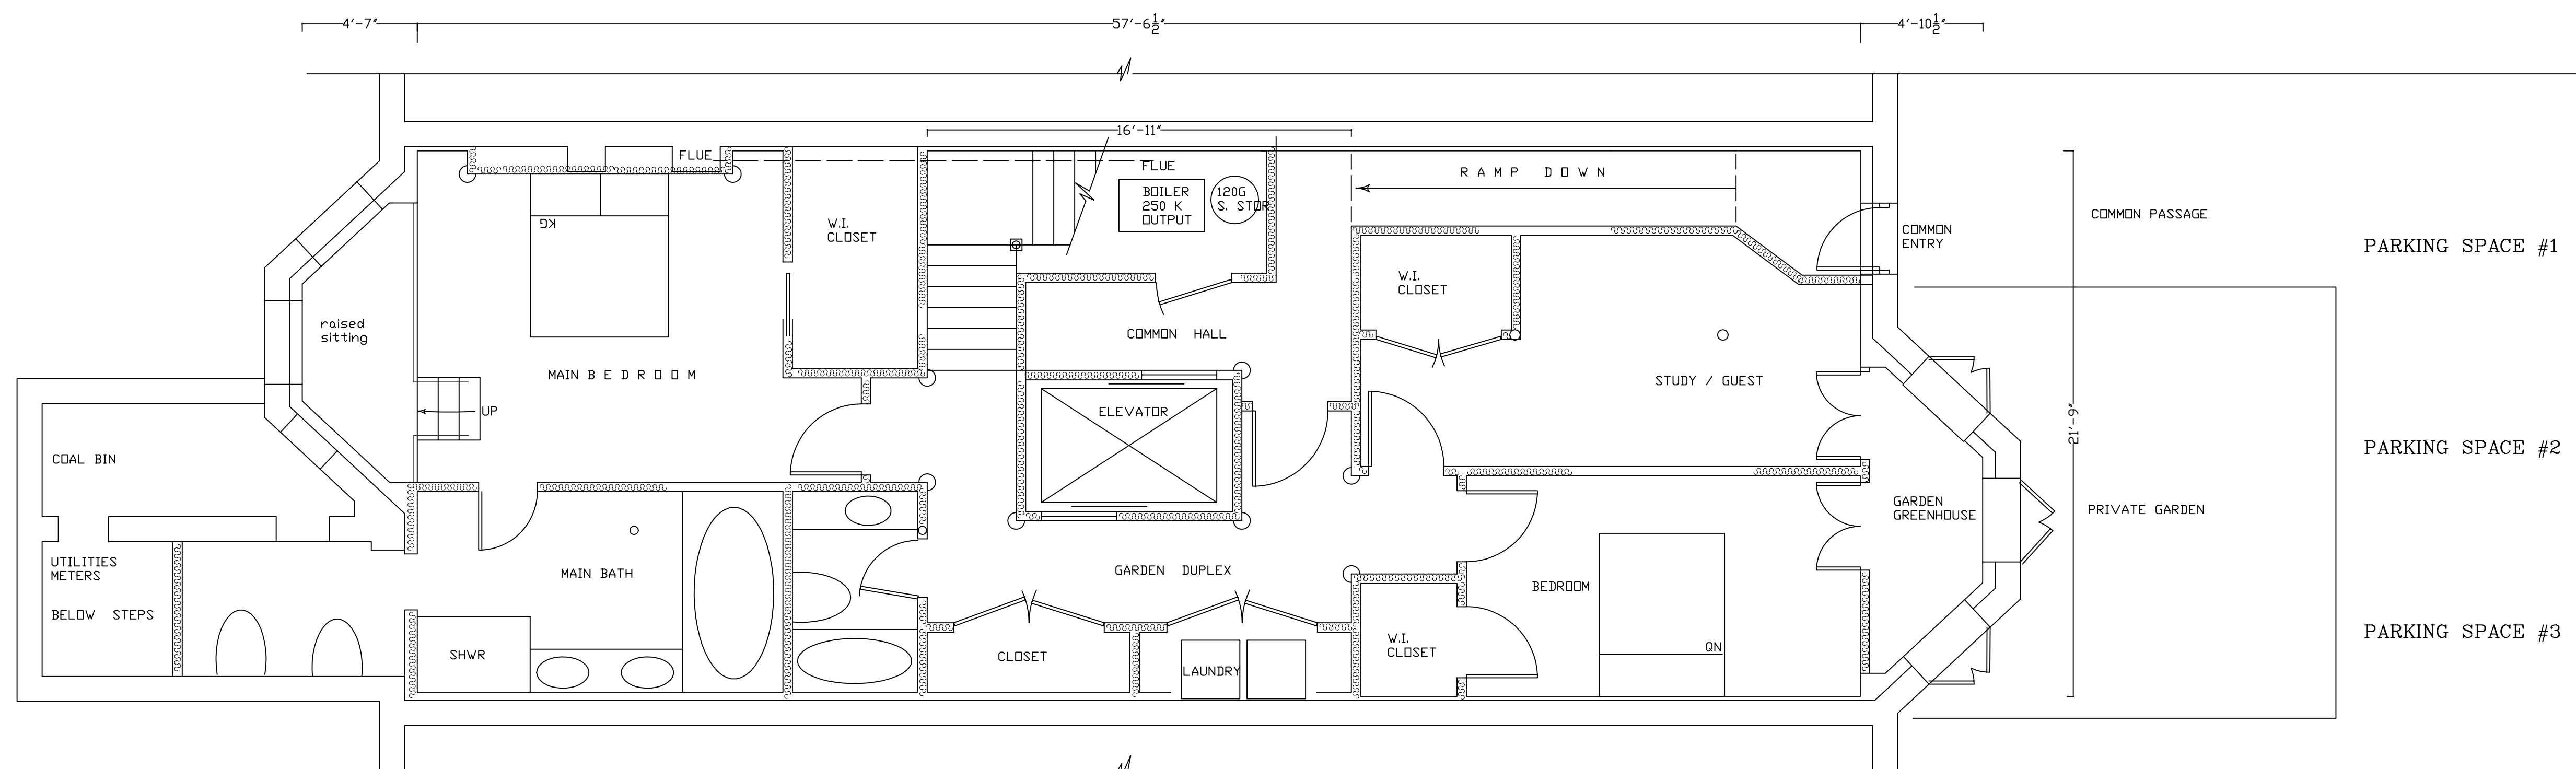 4'-7"
57'-6½"
4'-10½"
16'-11"
FLUE
FLUE
BOILER
250 K
OUTPUT
120G
S. STOR
RAMP DOWN
KG
W.I.
CLOSET
COMMON
ENTRY
COMMON PASSAGE
PARKING SPACE #1
W.I.
CLOSET
raised
sitting
COMMON HALL
MAIN BEDROOM
STUDY / GUEST
UP
ELEVATOR
21'-9"
COAL BIN
PARKING SPACE #2
GARDEN
GREENHOUSE
PRIVATE GARDEN
UTILITIES
METERS
BELOW STEPS
MAIN BATH
GARDEN DUPLEX
BEDROOM
PARKING SPACE #3
W.I.
CLOSET
QN
SHWR
CLOSET
LAUNDRY